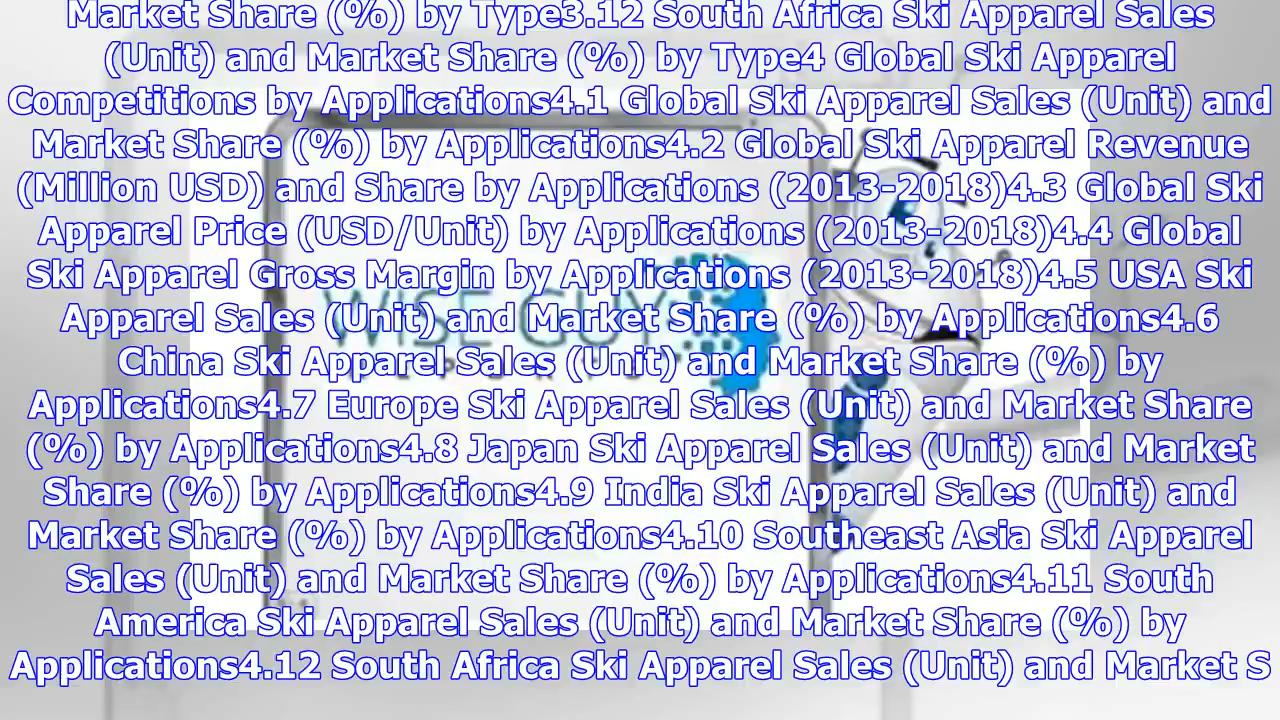 Market Share (%) by Type3.12 South Africa Ski Apparel Sales
(Unit) and Market Share (%) by Type4 Global Ski Apparel
Competitions by Applications4.1 Global Ski Apparel Sales (Unit) and
Market Share (%) by Applications4.2 Global Ski Apparel Revenue
(Million USD) and Share by Applications (2013-2018)4.3 Global Ski
Apparel Price (USD/Unit) by Applications (2013-2018)4.4 Global
Ski Apparel Gross Margin by Applications (2013-2018)4.5 USA Ski
Apparel Sales (Unit) and Market Share (%) by Applications4.6
WISE GUY
China Ski Apparel Sales (Unit) and Market Share (%) by
Applications4.7 Europe Ski Apparel Sales (Unit) and Market Share
(%) by Applications4.8 Japan Ski Apparel Sales (Unit) and Market
Share (%) by Applications4.9 India Ski Apparel Sales (Unit) and
Market Share (%) by Applications4.10 Southeast Asia Ski Apparel
Sales (Unit) and Market Share (%) by Applications4.11 South
America Ski Apparel Sales (Unit) and Market Share (%) by
Applications4.12 South Africa Ski Apparel Sales (Unit) and Market S